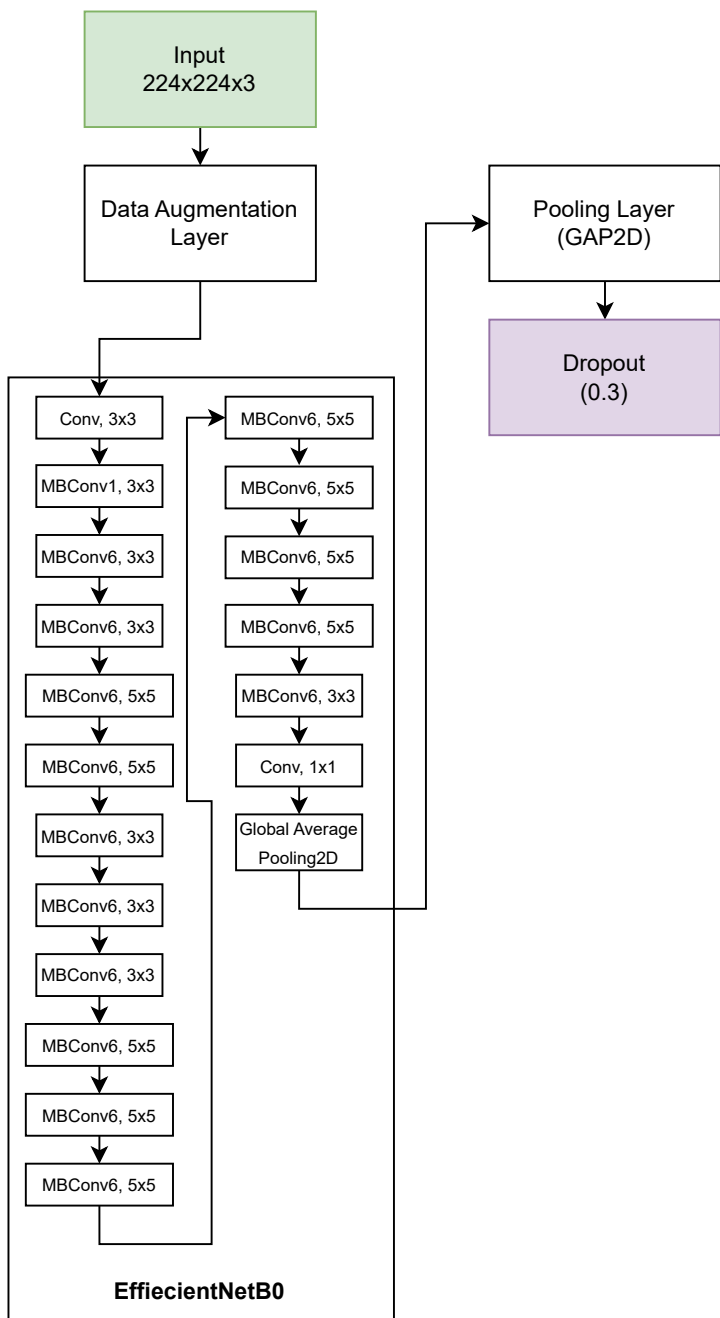 Input
224x224x3
Data Augmentation
Layer
Conv, 3x3
MBConv1, 3x3
MBConv6, 3x3
MBConv6, 3x3
MBConv6, 5x5
MBConv6, 5x5
MBConv6, 3x3
MBConv6, 3x3
MBConv6, 3x3
MBConv6, 5x5
MBConv6, 5x5
MBConv6, 5x5
MBConv6, 5x5
MBConv6, 5x5
MBConv6, 5x5
MBConv6, 5x5
MBConv6, 3x3
Conv, 1x1
Global Average
Pooling2D
EffiecientNetB0
Pooling Layer
(GAP2D)
Dropout
(0.3)